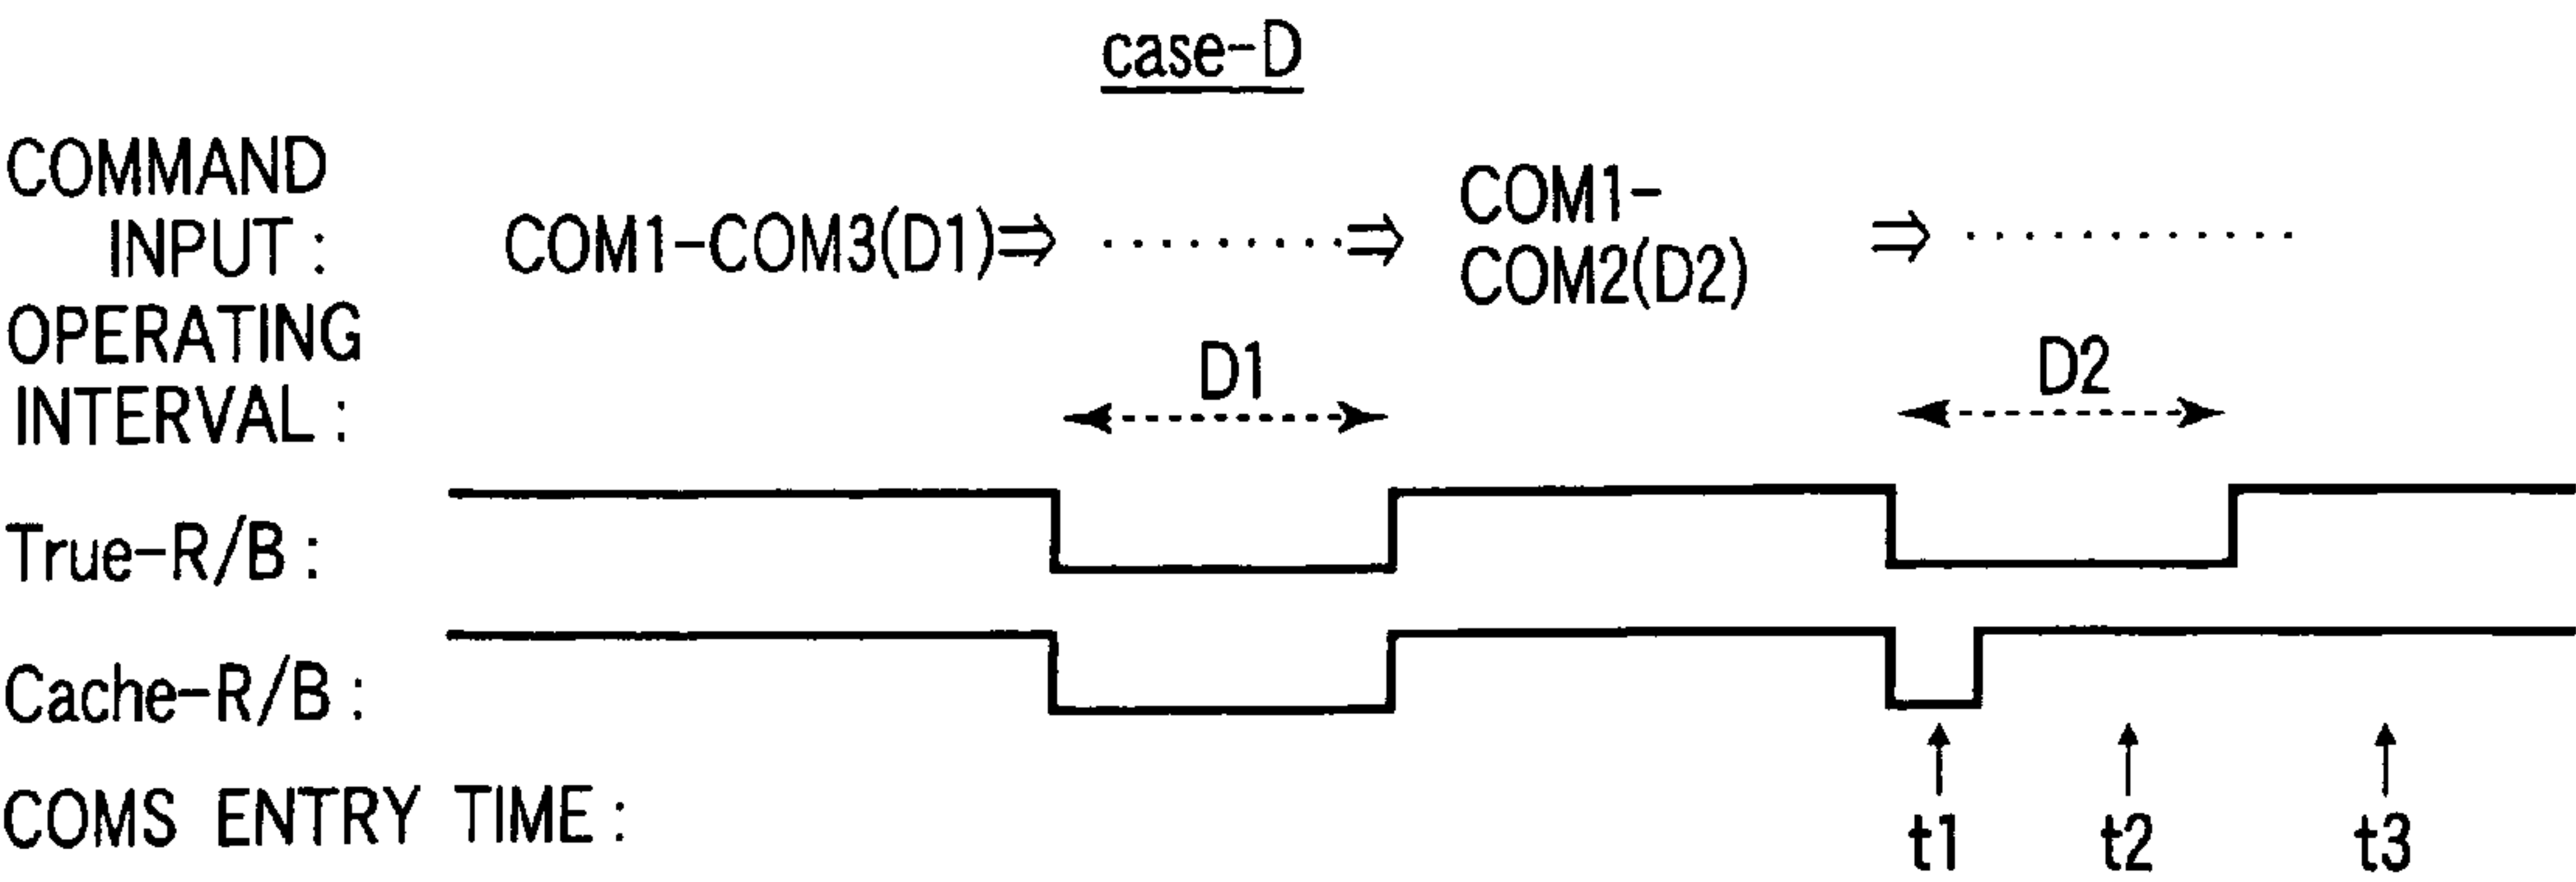 case-D
COMMAND
INPUT :
COM1-COM3(D1)⇒ ·········⇒
COM1-
COM2(D2)
⇒ ············
OPERATING
INTERVAL :
D1
D2
True-R/B :
Cache-R/B :
COMS ENTRY TIME :
t1 t2 t3